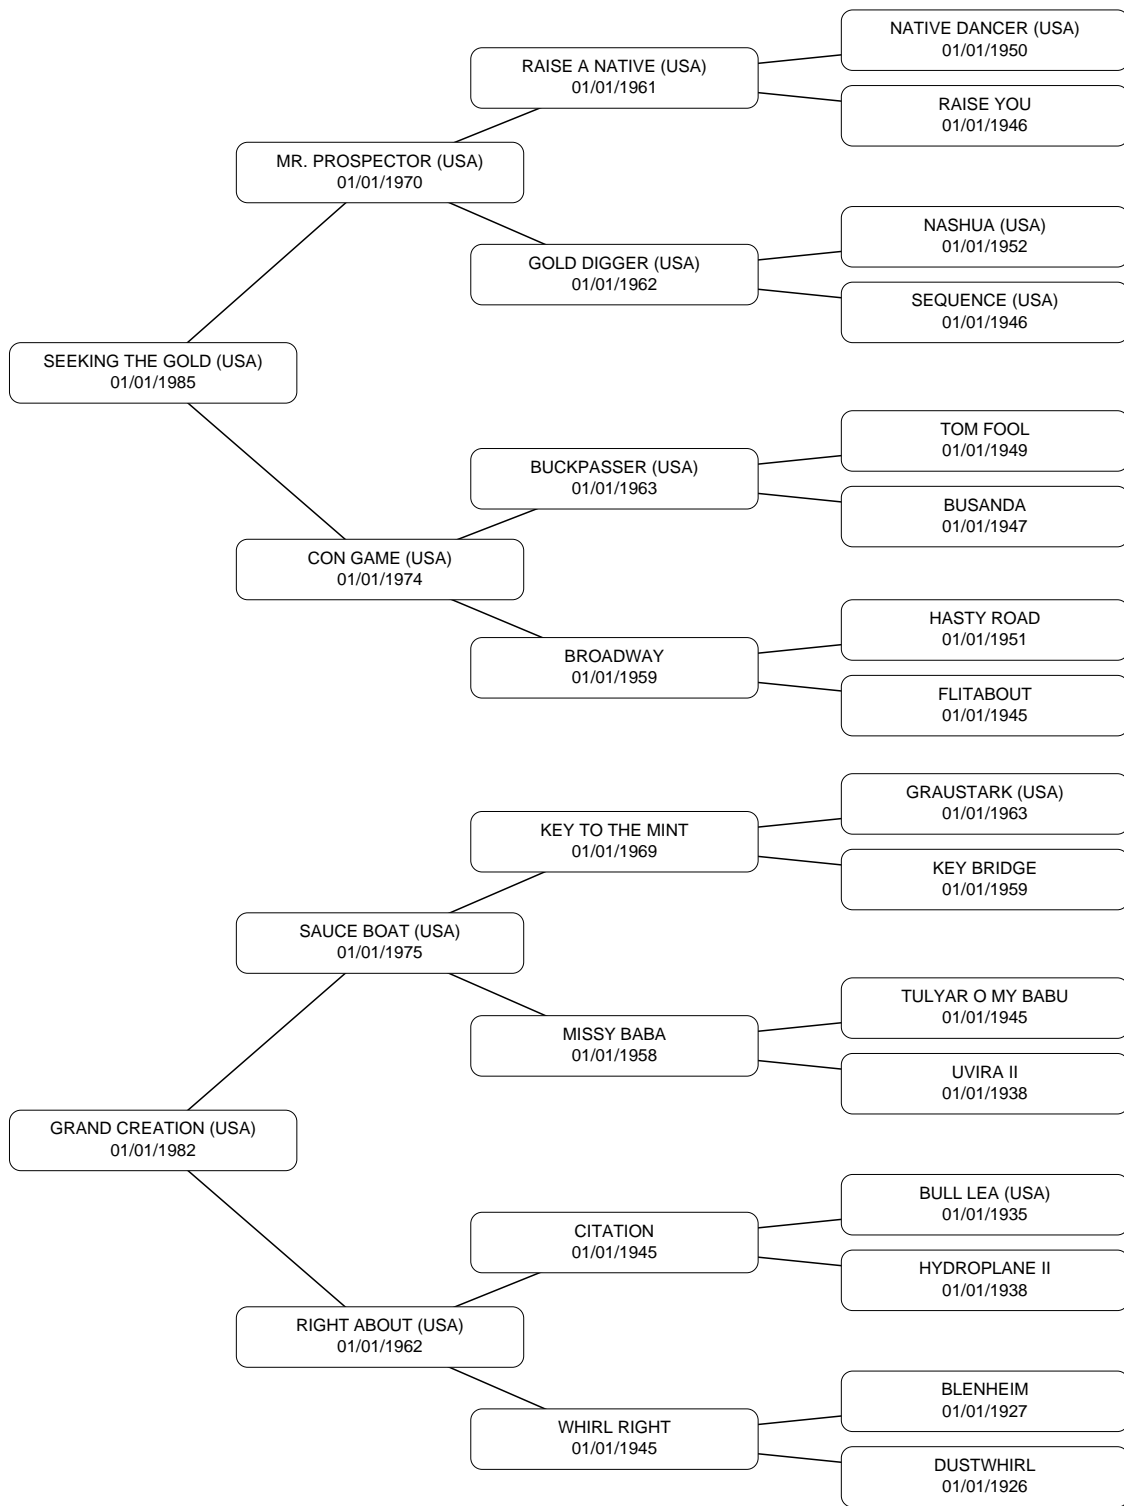 NATIVE DANCER (USA)
01/01/1950
RAISE A NATIVE (USA)
01/01/1961
RAISE YOU
01/01/1946
MR. PROSPECTOR (USA)
01/01/1970
NASHUA (USA)
01/01/1952
GOLD DIGGER (USA)
01/01/1962
SEQUENCE (USA)
01/01/1946
SEEKING THE GOLD (USA)
01/01/1985
TOM FOOL
01/01/1949
BUCKPASSER (USA)
01/01/1963
BUSANDA
01/01/1947
CON GAME (USA)
01/01/1974
HASTY ROAD
01/01/1951
BROADWAY
01/01/1959
FLITABOUT
01/01/1945
GRAUSTARK (USA)
01/01/1963
KEY TO THE MINT
01/01/1969
KEY BRIDGE
01/01/1959
SAUCE BOAT (USA)
01/01/1975
TULYAR O MY BABU
01/01/1945
MISSY BABA
01/01/1958
UVIRA II
01/01/1938
GRAND CREATION (USA)
01/01/1982
BULL LEA (USA)
01/01/1935
CITATION
01/01/1945
HYDROPLANE II
01/01/1938
RIGHT ABOUT (USA)
01/01/1962
BLENHEIM
01/01/1927
WHIRL RIGHT
01/01/1945
DUSTWHIRL
01/01/1926